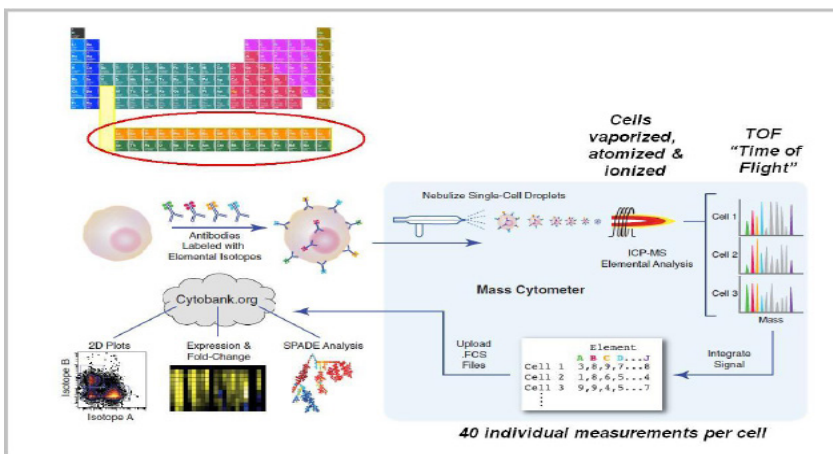 Cells
vaporized,
atomized &
ionized
TOF
"Time of
Flight"
Nebulize Single-Cell Droplets
Antibodies
Labeled with
Elemental Isotopes
ICP-MS
Elemental Analysis
Cell 1
Cell 2
Cell 3
Mass
Mass Cytometer
Cytobank.org
2D Plots
Expression &
Fold-Change
SPADE Analysis
Isotope B
Isotope A
Upload
.FCS
Files
Element
A B C D...J
Cell 1 3,8,9,7...8
Cell 2 1,8,6,5...4
Cell 3 9,9,4,5...7
Integrate
Signal
40 individual measurements per cell